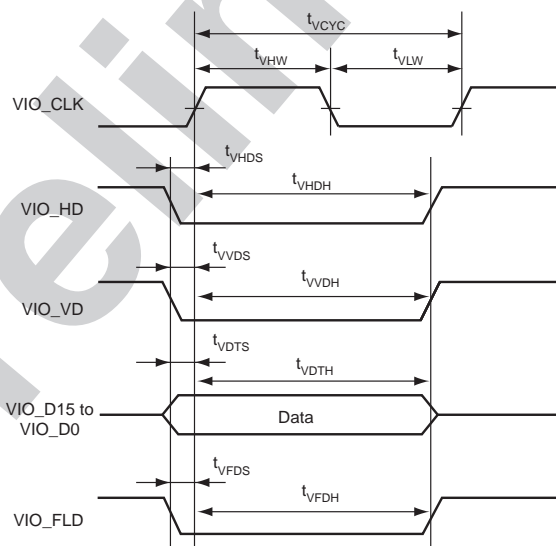 tVCYC
tVHW
tVLW
VIO_CLK
tVHDS
tVHDH
VIO_HD
tVVDS
tVVDH
VIO_VD
tVDTS
tVDTH
VIO_D15 to
VIO_D0
Data
tVFDS
tVFDH
VIO_FLD